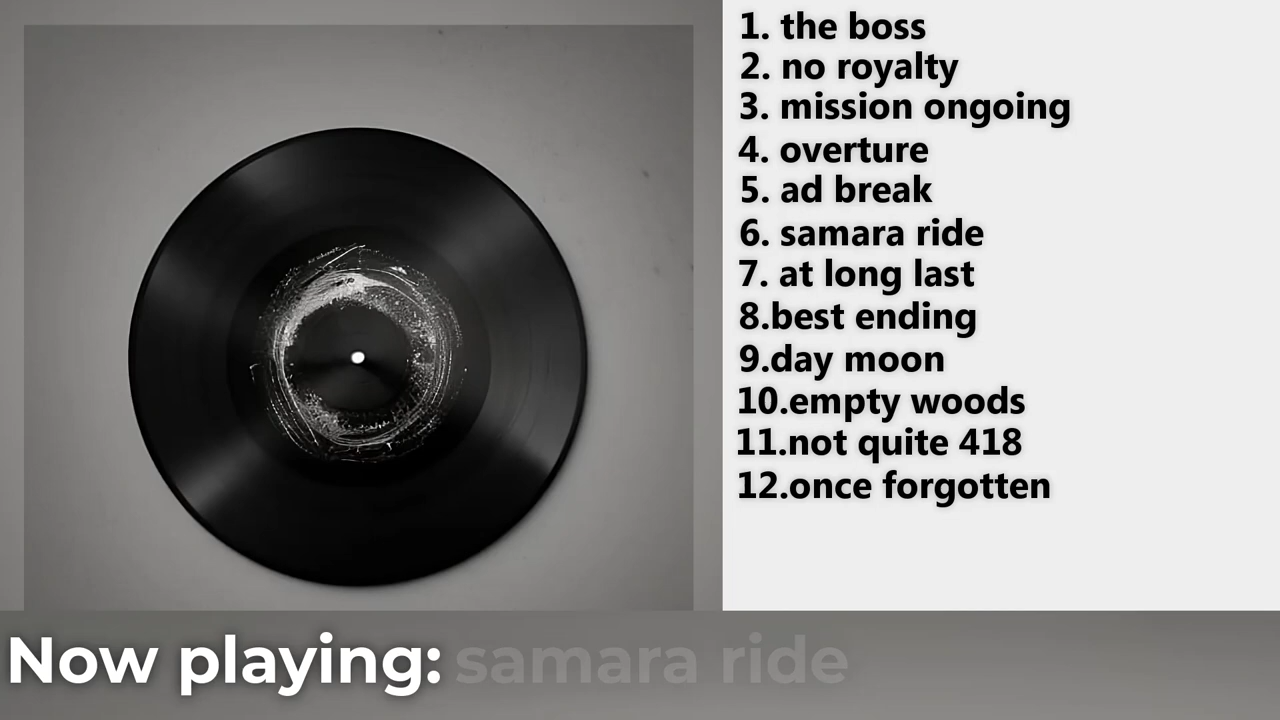 1. the boss
2. no royalty
3. mission ongoing
4. overture
5. ad break
6. samara ride
7. at long last
8.best ending
9.day moon
10.empty woods
11.not quite 418
12.once forgotten
Now playing: samara ride